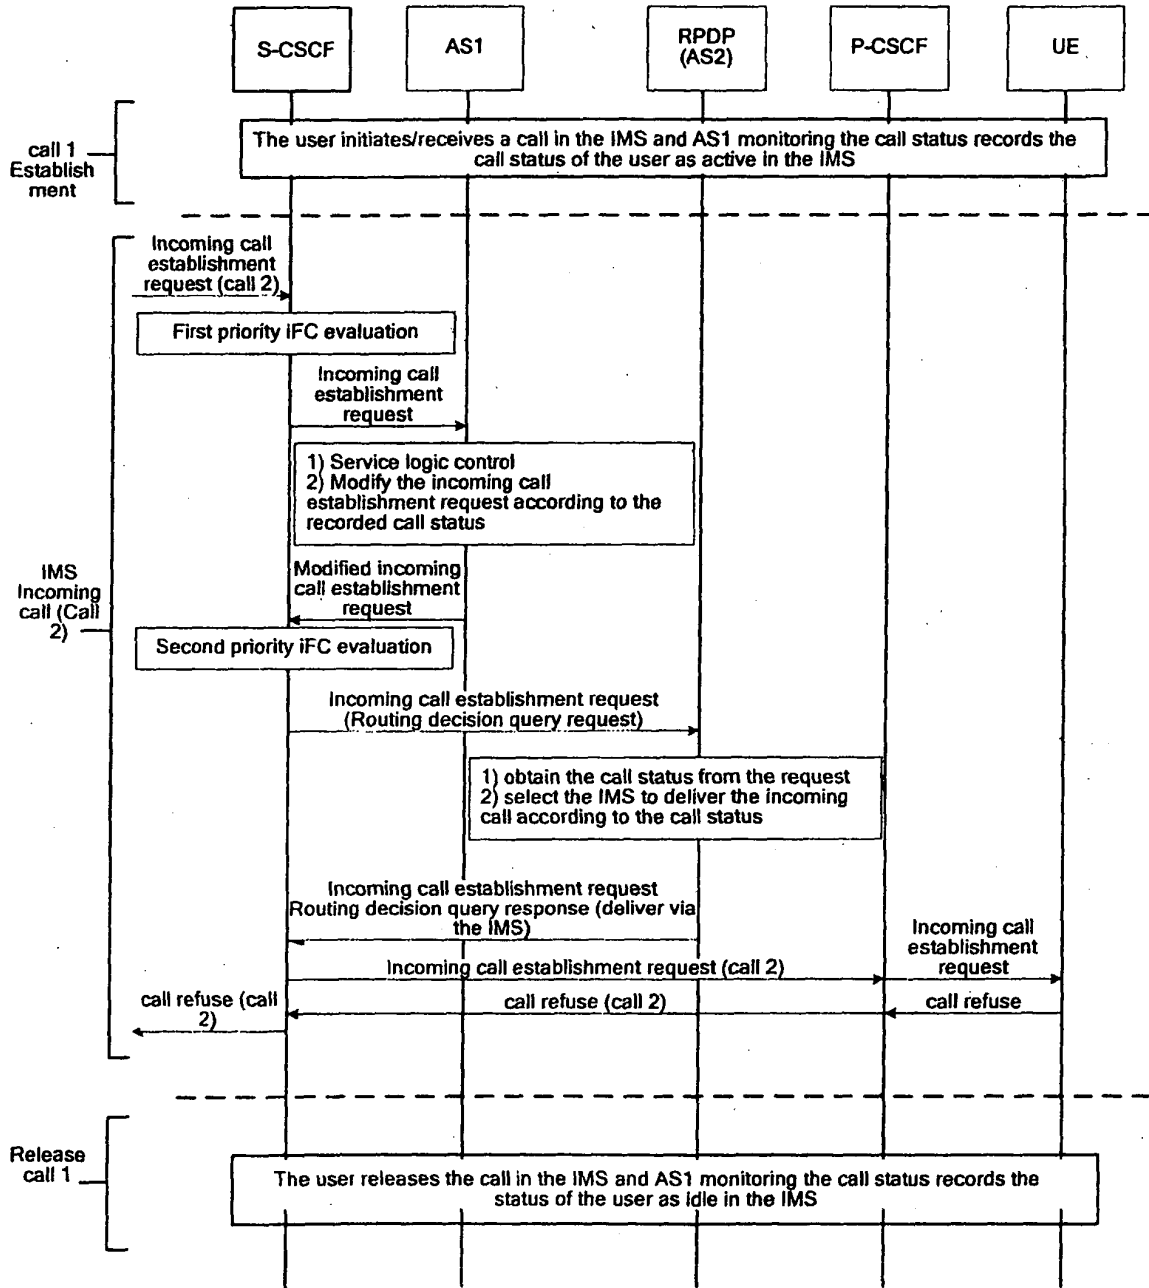 S-CSCF
AS1
RPDP
(AS2)
P-CSCF
UE
call 1
Establish
ment
The user initiates/receives a call in the IMS and AS1 monitoring the call status records the
call status of the user as active in the IMS
Incoming call
establishment
request (call 2)
First priority iFC evaluation
Incoming call
establishment
request
1) Service logic control
2) Modify the incoming call
establishment request according to the
recorded call status
IMS
Incoming
call (Call
2)
Modified incoming
call establishment
request
Second priority iFC evaluation
Incoming call establishment request
(Routing decision query request)
1) obtain the call status from the request
2) select the IMS to deliver the incoming
call according to the call status
Incoming call establishment request
Routing decision query response (deliver via
the IMS)
Incoming call
establishment
request
Incoming call establishment request (call 2)
call refuse (call
2)
call refuse (call 2)
call refuse
Release
call 1
The user releases the call in the IMS and AS1 monitoring the call status records the
status of the user as idle in the IMS